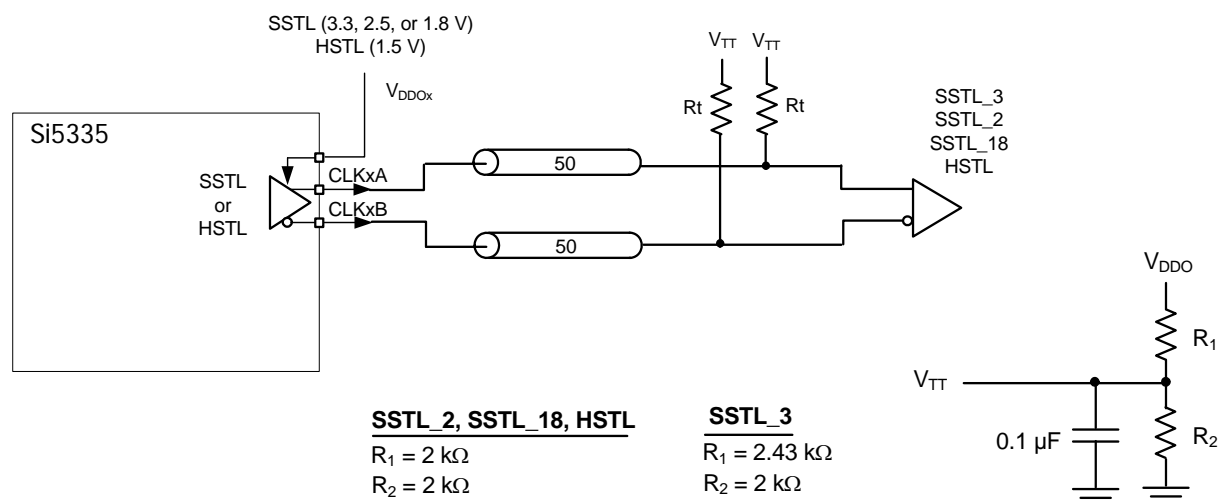 SSTL (3.3, 2.5, or 1.8 V)
HSTL (1.5 V)
VDDOx
VTT VTT
Rt Rt
SSTL_3
SSTL_2
SSTL_18
HSTL
Si5335
SSTL
or
HSTL
CLKxA
CLKxB
50
50
VDDO
R1
VTT
0.1 µF
R2
SSTL_2, SSTL_18, HSTL
R1 = 2 kΩ
R2 = 2 kΩ
SSTL_3
R1 = 2.43 kΩ
R2 = 2 kΩ